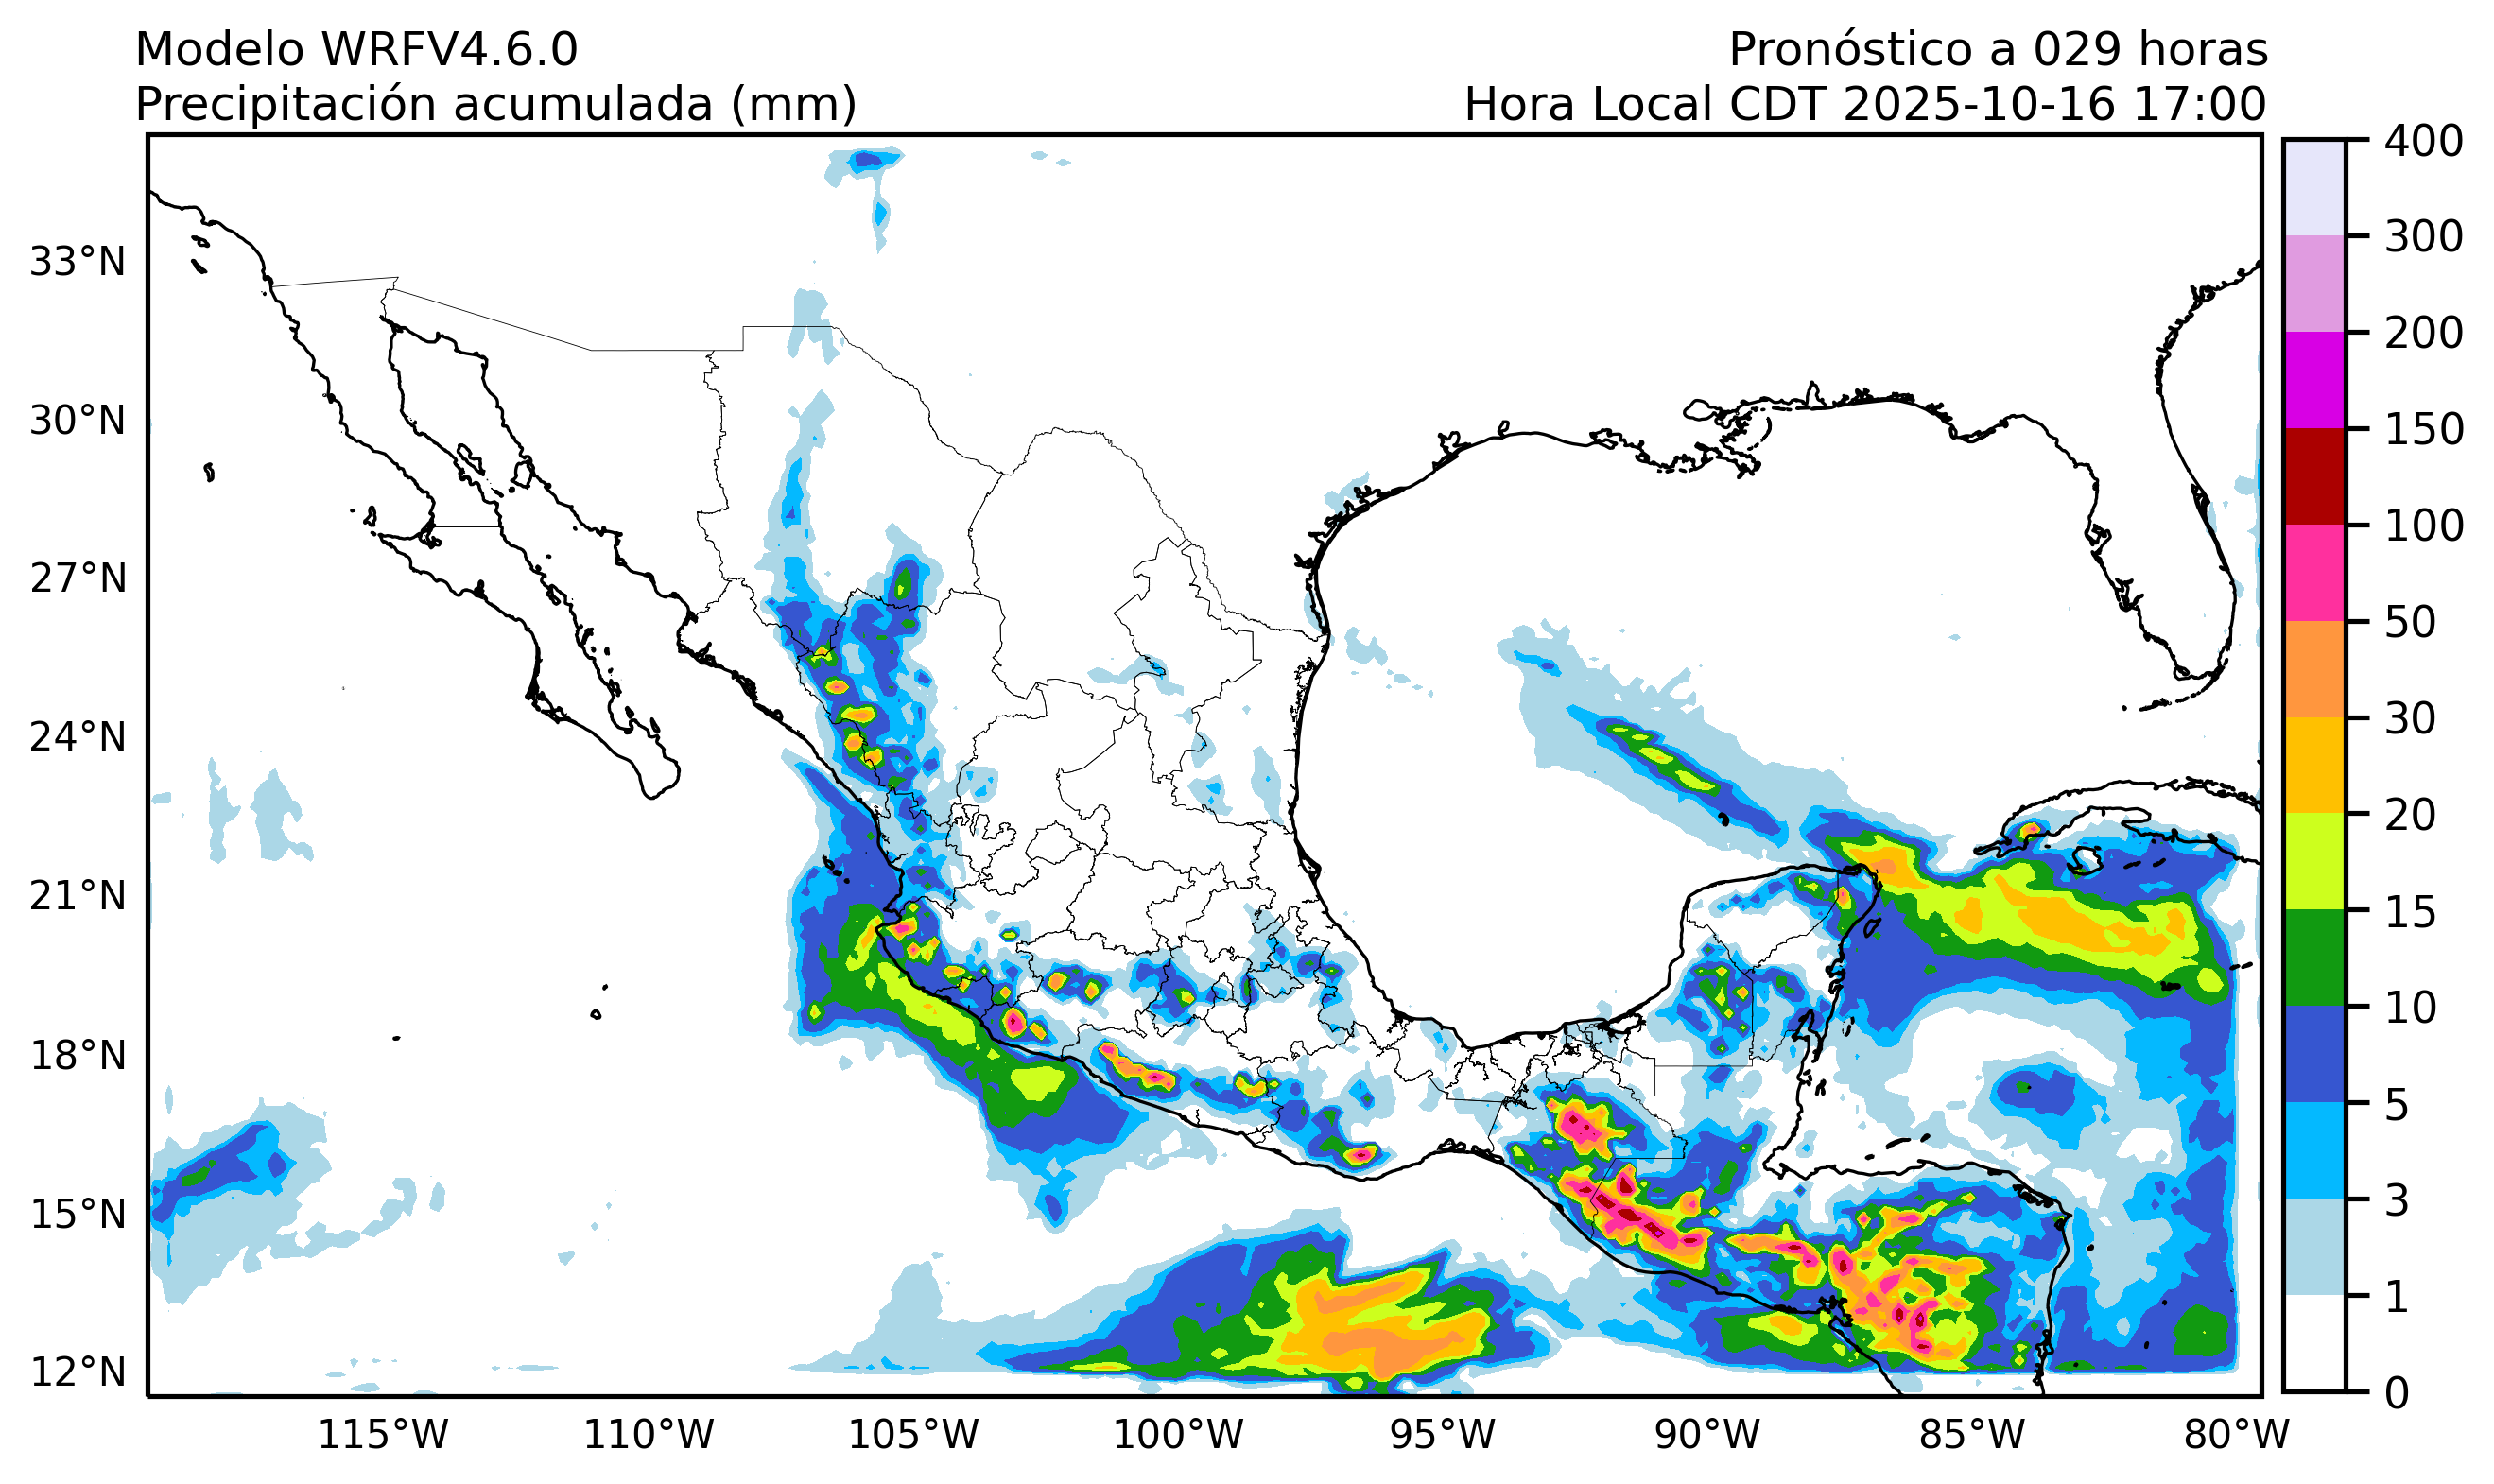 Modelo WRFV4.6.0
Precipitación acumulada (mm)
Pronóstico a 029 horas
Hora Local CDT 2025-10-16 17:00
33°N
30°N
27°N
24°N
21°N
18°N
15°N
12°N
115°W
110°W
105°W
100°W
95°W
90°W
85°W
80°W
400
300
200
150
100
50
30
20
15
10
5
3
1
0